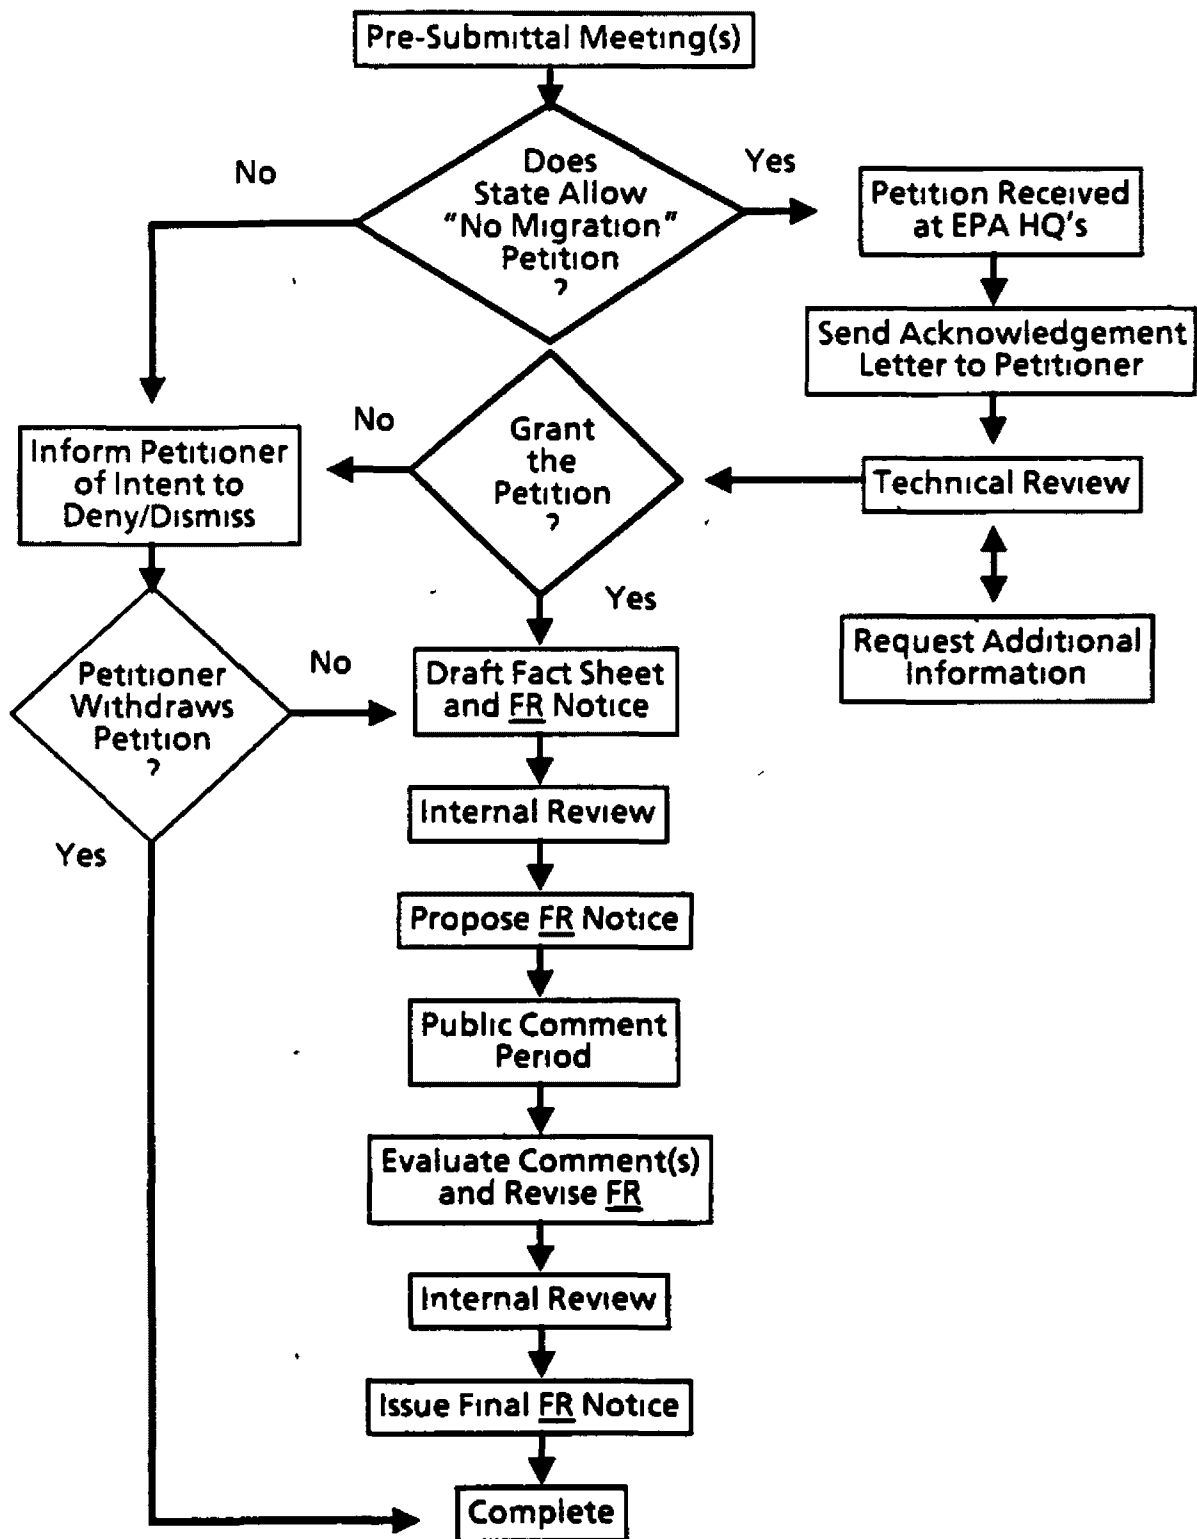 Pre-Submittal Meeting(s)
No
Does
State Allow
"No Migration"
Petition
?
Yes
Petition Received
at EPA HQ's
Send Acknowledgement
Letter to Petitioner
Technical Review
Request Additional
Information
No
Grant
the
Petition
?
Yes
Inform Petitioner
of Intent to
Deny/Dismiss
Petitioner
Withdraws
Petition
?
No
Yes
Draft Fact Sheet
and FR Notice
Internal Review
Propose FR Notice
Public Comment
Period
Evaluate Comment(s)
and Revise FR
Internal Review
Issue Final FR Notice
Complete